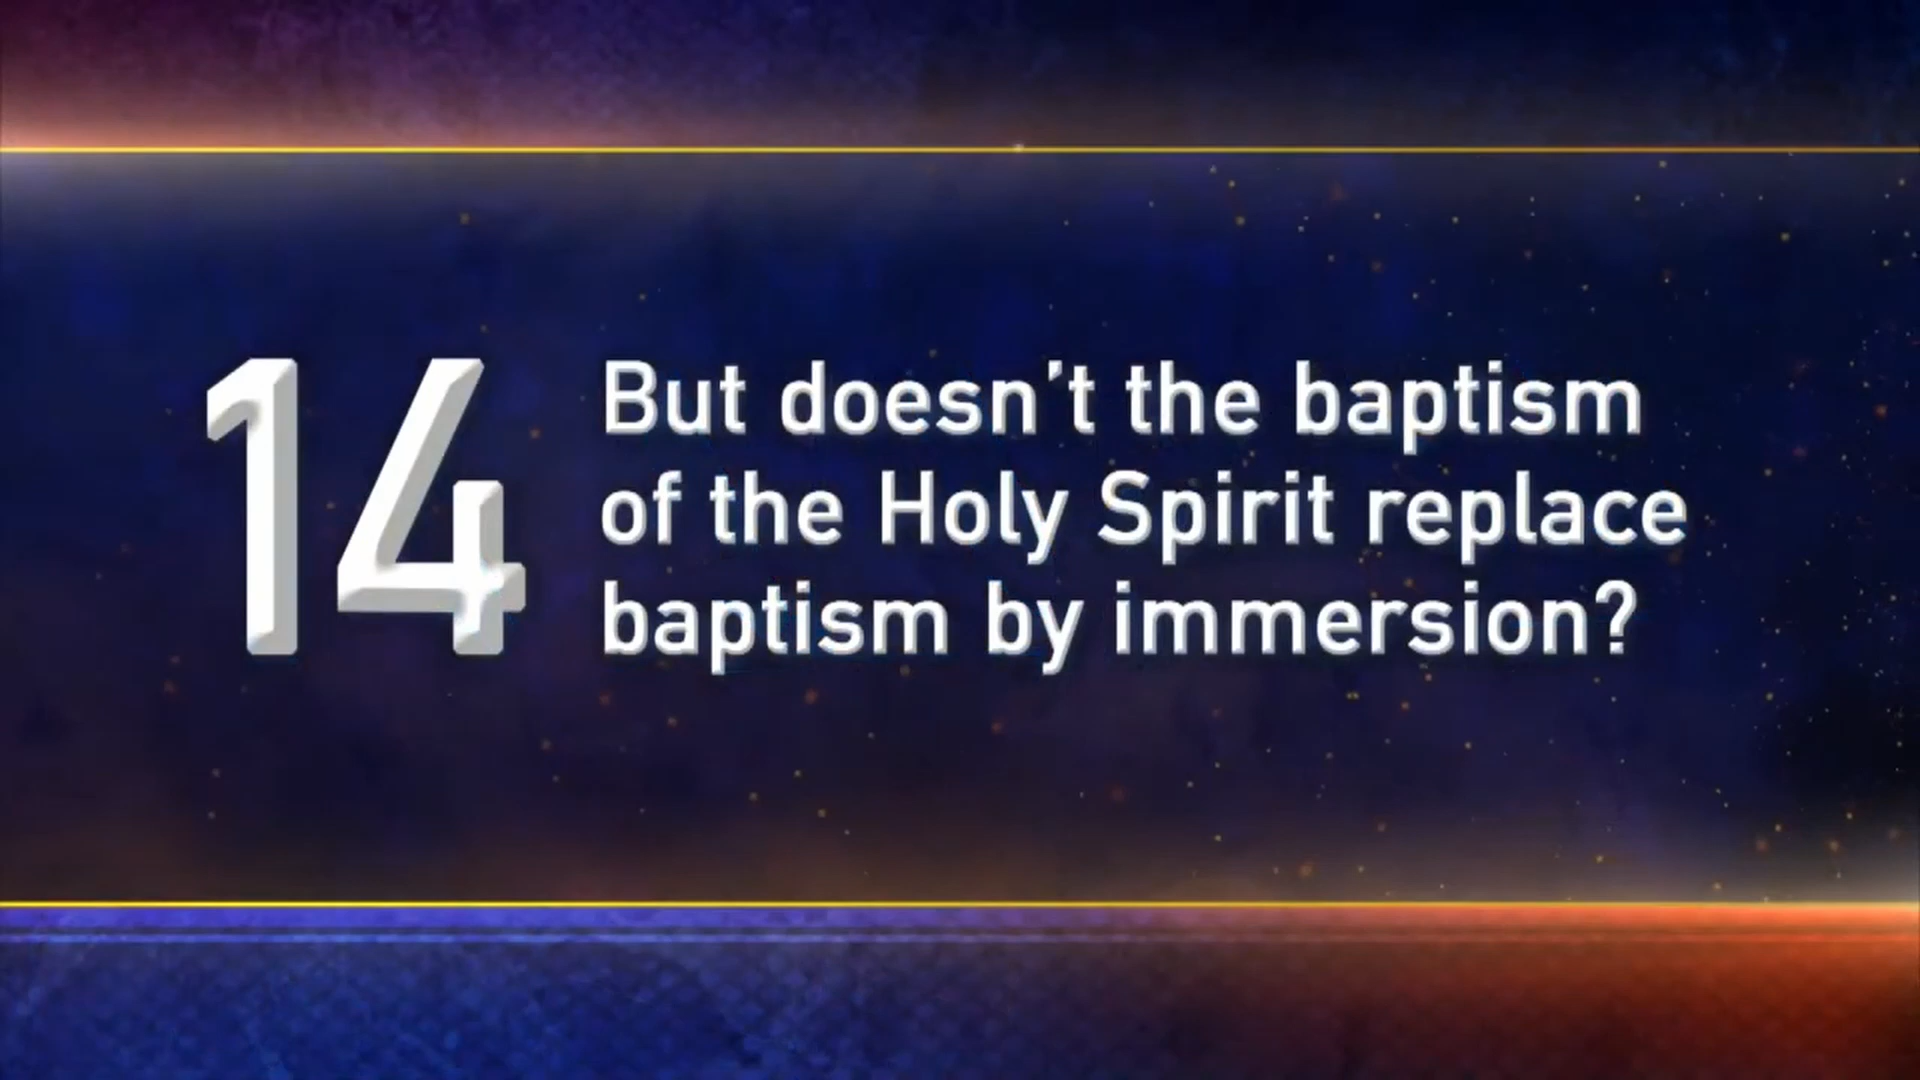 14
But doesn't the baptism
of the Holy Spirit replace
baptism by immersion?